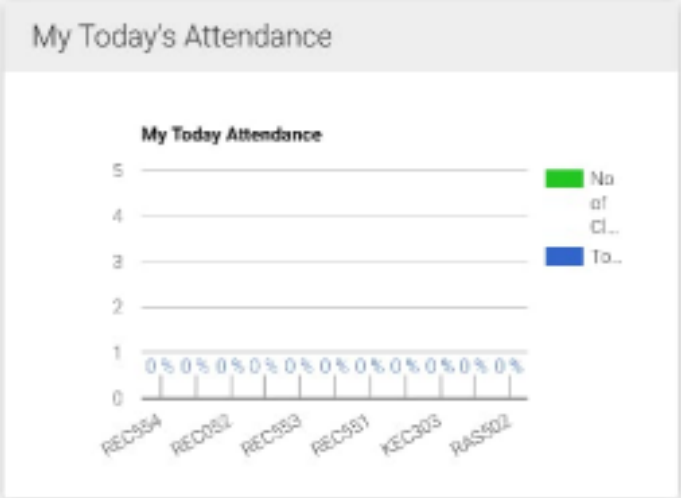 My Today's Attendance
My Today Attendance
5
4
3
2
1
0
0 % 0 % 0 % 0 % 0 % 0 % 0 % 0 % 0 % 0 % 0 %
REC554 REC052 REC553 REC551 KEC303 RAS502
No
of
Cl...
To...